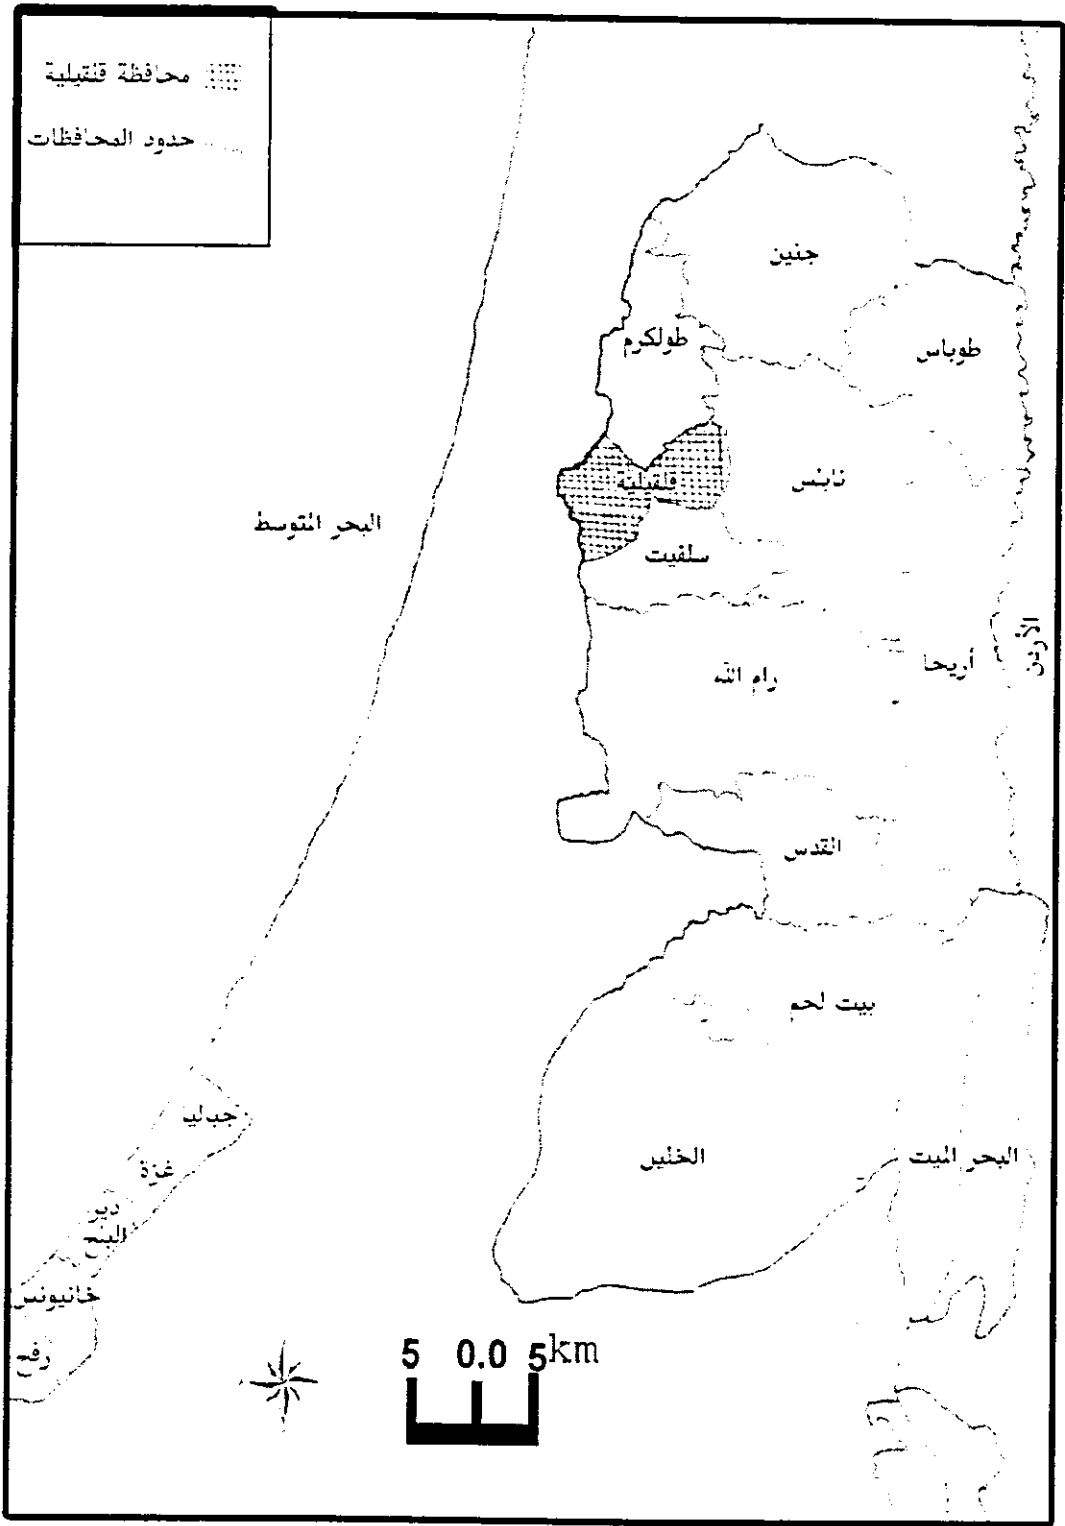 محافظة قلقيلية
حدود المحافظات
جنين
طولكرم
طوباس
قلقيلية
نابلس
البحر المتوسط
سلفيت
الأردن
أريحا
رام الله
القدس
بيت لحم
جباليا
غزة
الخليل
البحر الميت
دير
البلح
خانيونس
رفح
5 0.0 5km